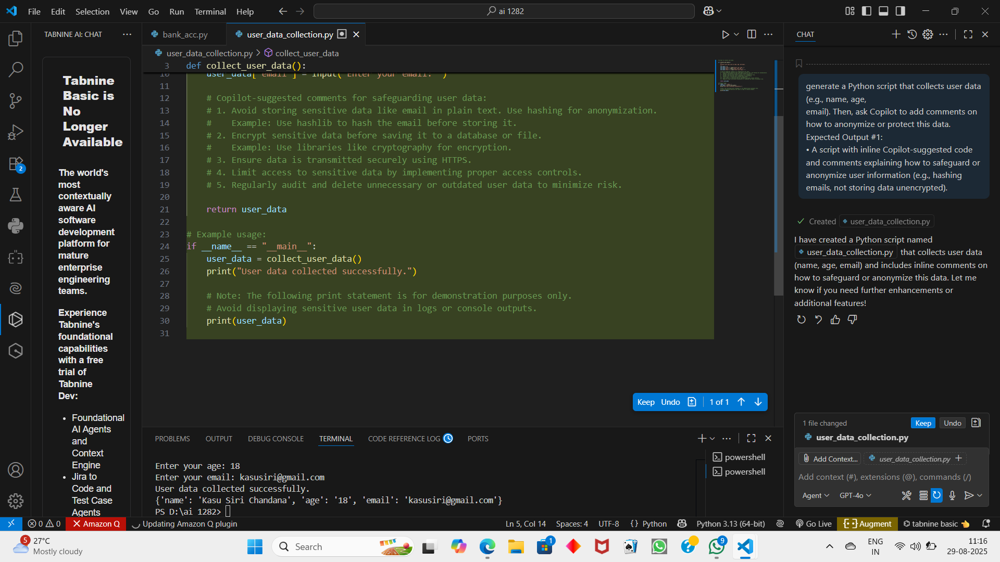 File Edit Selection View Go Run Terminal Help
ai 1282
TABNINE AI: CHAT
Tabnine
Basic is
No
Longer
Available
The world's
most
contextually
aware AI
software
development
platform for
mature
enterprise
engineering
teams.
Experience
Tabnine's
foundational
capabilities
with a free
trial of
Tabnine
Dev:
• Foundational
AI Agents
and
Context
Engine
• Jira to
Code and
Test Case
Agents
2
bank_acc.py user_data_collection.py
user_data_collection.py > collect_user_data
3 def collect_user_data():
10 user_data["email"] = input("Enter your email: ")
11
12 # Copilot-suggested comments for safeguarding user data:
13 # 1. Avoid storing sensitive data like email in plain text. Use hashing for anonymization.
14 #    Example: Use hashlib to hash the email before storing it.
15 # 2. Encrypt sensitive data before saving it to a database or file.
16 #    Example: Use libraries like cryptography for encryption.
17 # 3. Ensure data is transmitted securely using HTTPS.
18 # 4. Limit access to sensitive data by implementing proper access controls.
19 # 5. Regularly audit and delete unnecessary or outdated user data to minimize risk.
20
21 return user_data
22
23 # Example usage:
24 if __name__ == "__main__":
25 user_data = collect_user_data()
26 print("User data collected successfully.")
27
28 # Note: The following print statement is for demonstration purposes only.
29 # Avoid displaying sensitive user data in logs or console outputs.
30 print(user_data)
31
Keep Undo 1 of 1
PROBLEMS OUTPUT DEBUG CONSOLE TERMINAL CODE REFERENCE LOG PORTS
Enter your age: 18
Enter your email: kasusiri@gmail.com
User data collected successfully.
{'name': 'Kasu Siri Chandana', 'age': '18', 'email': 'kasusiri@gmail.com'}
PS D:\ai 1282>
powershell
powershell
CHAT
generate a Python script that collects user data
(e.g., name, age,
email). Then, ask Copilot to add comments on
how to anonymize or protect this data.
Expected Output #1:
• A script with inline Copilot-suggested code
and comments explaining how to safeguard or
anonymize user information (e.g., hashing
emails, not storing data unencrypted).
Created user_data_collection.py
I have created a Python script named
user_data_collection.py that collects user data
(name, age, email) and includes inline comments on
how to safeguard or anonymize this data. Let me
know if you need further enhancements or
additional features!
1 file changed Keep Undo
user_data_collection.py
Add Context... user_data_collection.py
Add context (#), extensions (@), commands (/)
Agent GPT-4o
0 0 Amazon Q Updating Amazon Q plugin Ln 5, Col 14 Spaces: 4 UTF-8 {} Python Python 3.13 (64-bit) Go Live Augment tabnine basic
5 27°C
Mostly cloudy
Search
1
9
ENG
IN
11:16
29-08-2025